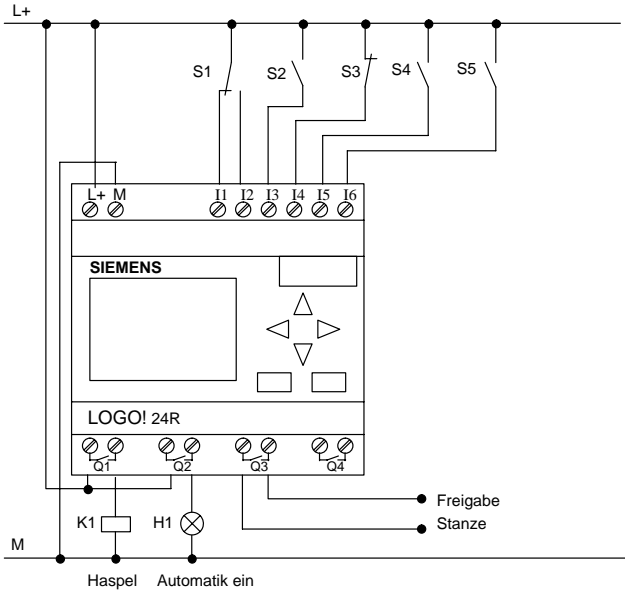 L+
S1 S2 S3 S4 S5
L+ M I1 I2 I3 I4 I5 I6
SIEMENS
LOGO! 24R
Q1 Q2 Q3 Q4
Freigabe
K1 H1 Stanze
M
Haspel Automatik ein